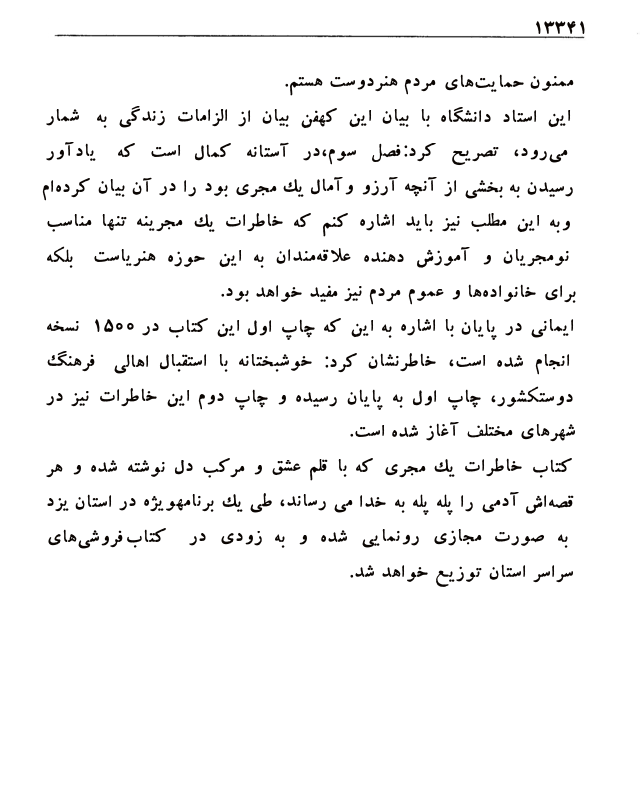 ۱۳۳۴۱
ممنون حمایت‌های مردم هنردوست هستم.
این استاد دانشگاه با بیان این کهفن بیان از الزامات زندگی به شمار
می‌رود، تصریح کرد:فصل سوم،در آستانه کمال است که یادآور
رسیدن به بخشی از آنچه آرزو وآمال یك مجری بود را در آن بیان کرده‌ام
وبه این مطلب نیز باید اشاره کنم که خاطرات یك مجرینه تنها مناسب
نومجریان و آموزش دهنده علاقه‌مندان به این حوزه هنریاست بلکه
برای خانواده‌ها و عموم مردم نیز مفید خواهد بود.
ایمانی در پایان با اشاره به این که چاپ اول این کتاب در ۱۵۰۰ نسخه
انجام شده است، خاطرنشان کرد: خوشبختانه با استقبال اهالی فرهنگ
دوستکشور، چاپ اول به پایان رسیده و چاپ دوم این خاطرات نیز در
شهرهای مختلف آغاز شده است.
کتاب خاطرات یك مجری که با قلم عشق و مرکب دل نوشته شده و هر
قصه‌اش آدمی را پله پله به خدا می رساند، طی یك برنامهویژه در استان یزد
به صورت مجازی رونمایی شده و به زودی در کتاب‌فروشی‌های
سراسر استان توزیع خواهد شد.